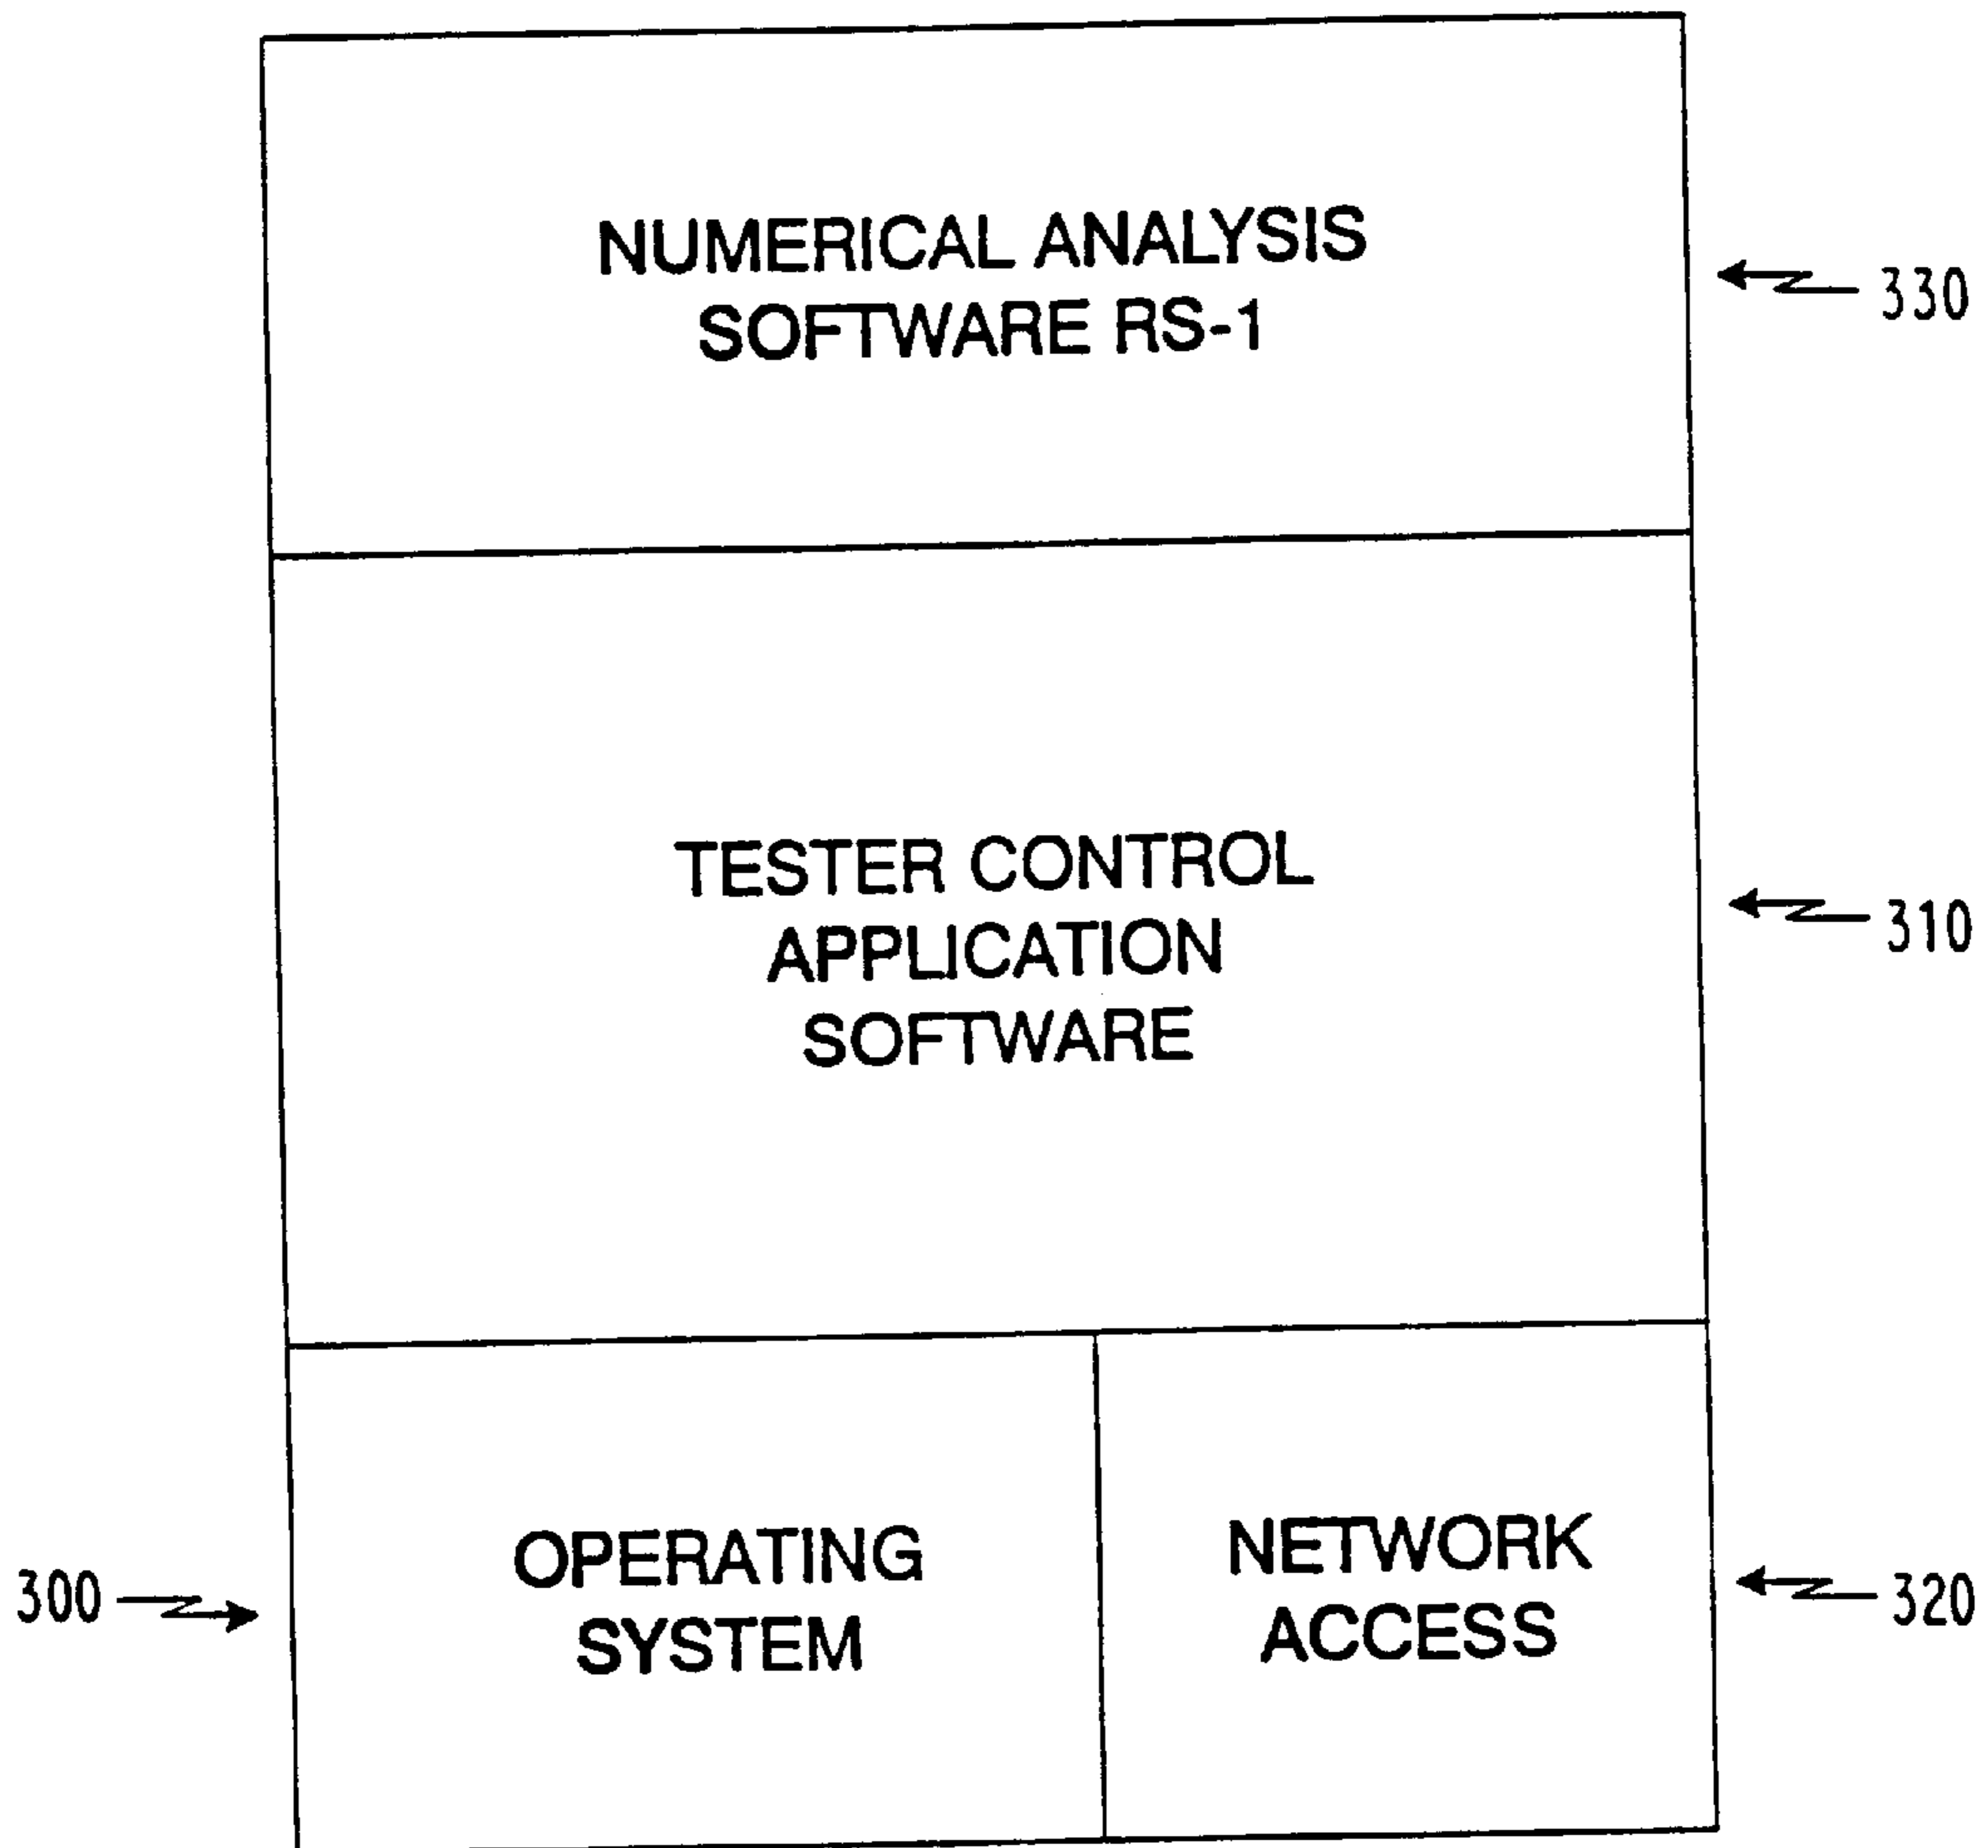 NUMERICAL ANALYSIS
SOFTWARE RS-1
330
TESTER CONTROL
APPLICATION
SOFTWARE
310
300
OPERATING
SYSTEM
NETWORK
ACCESS
320